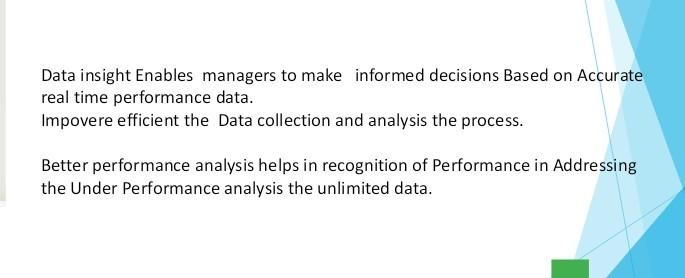 Data insight Enables managers to make informed decisions Based on Accurate
real time performance data.
Impovere efficient the Data collection and analysis the process.
Better performance analysis helps in recognition of Performance in Addressing
the Under Performance analysis the unlimited data.